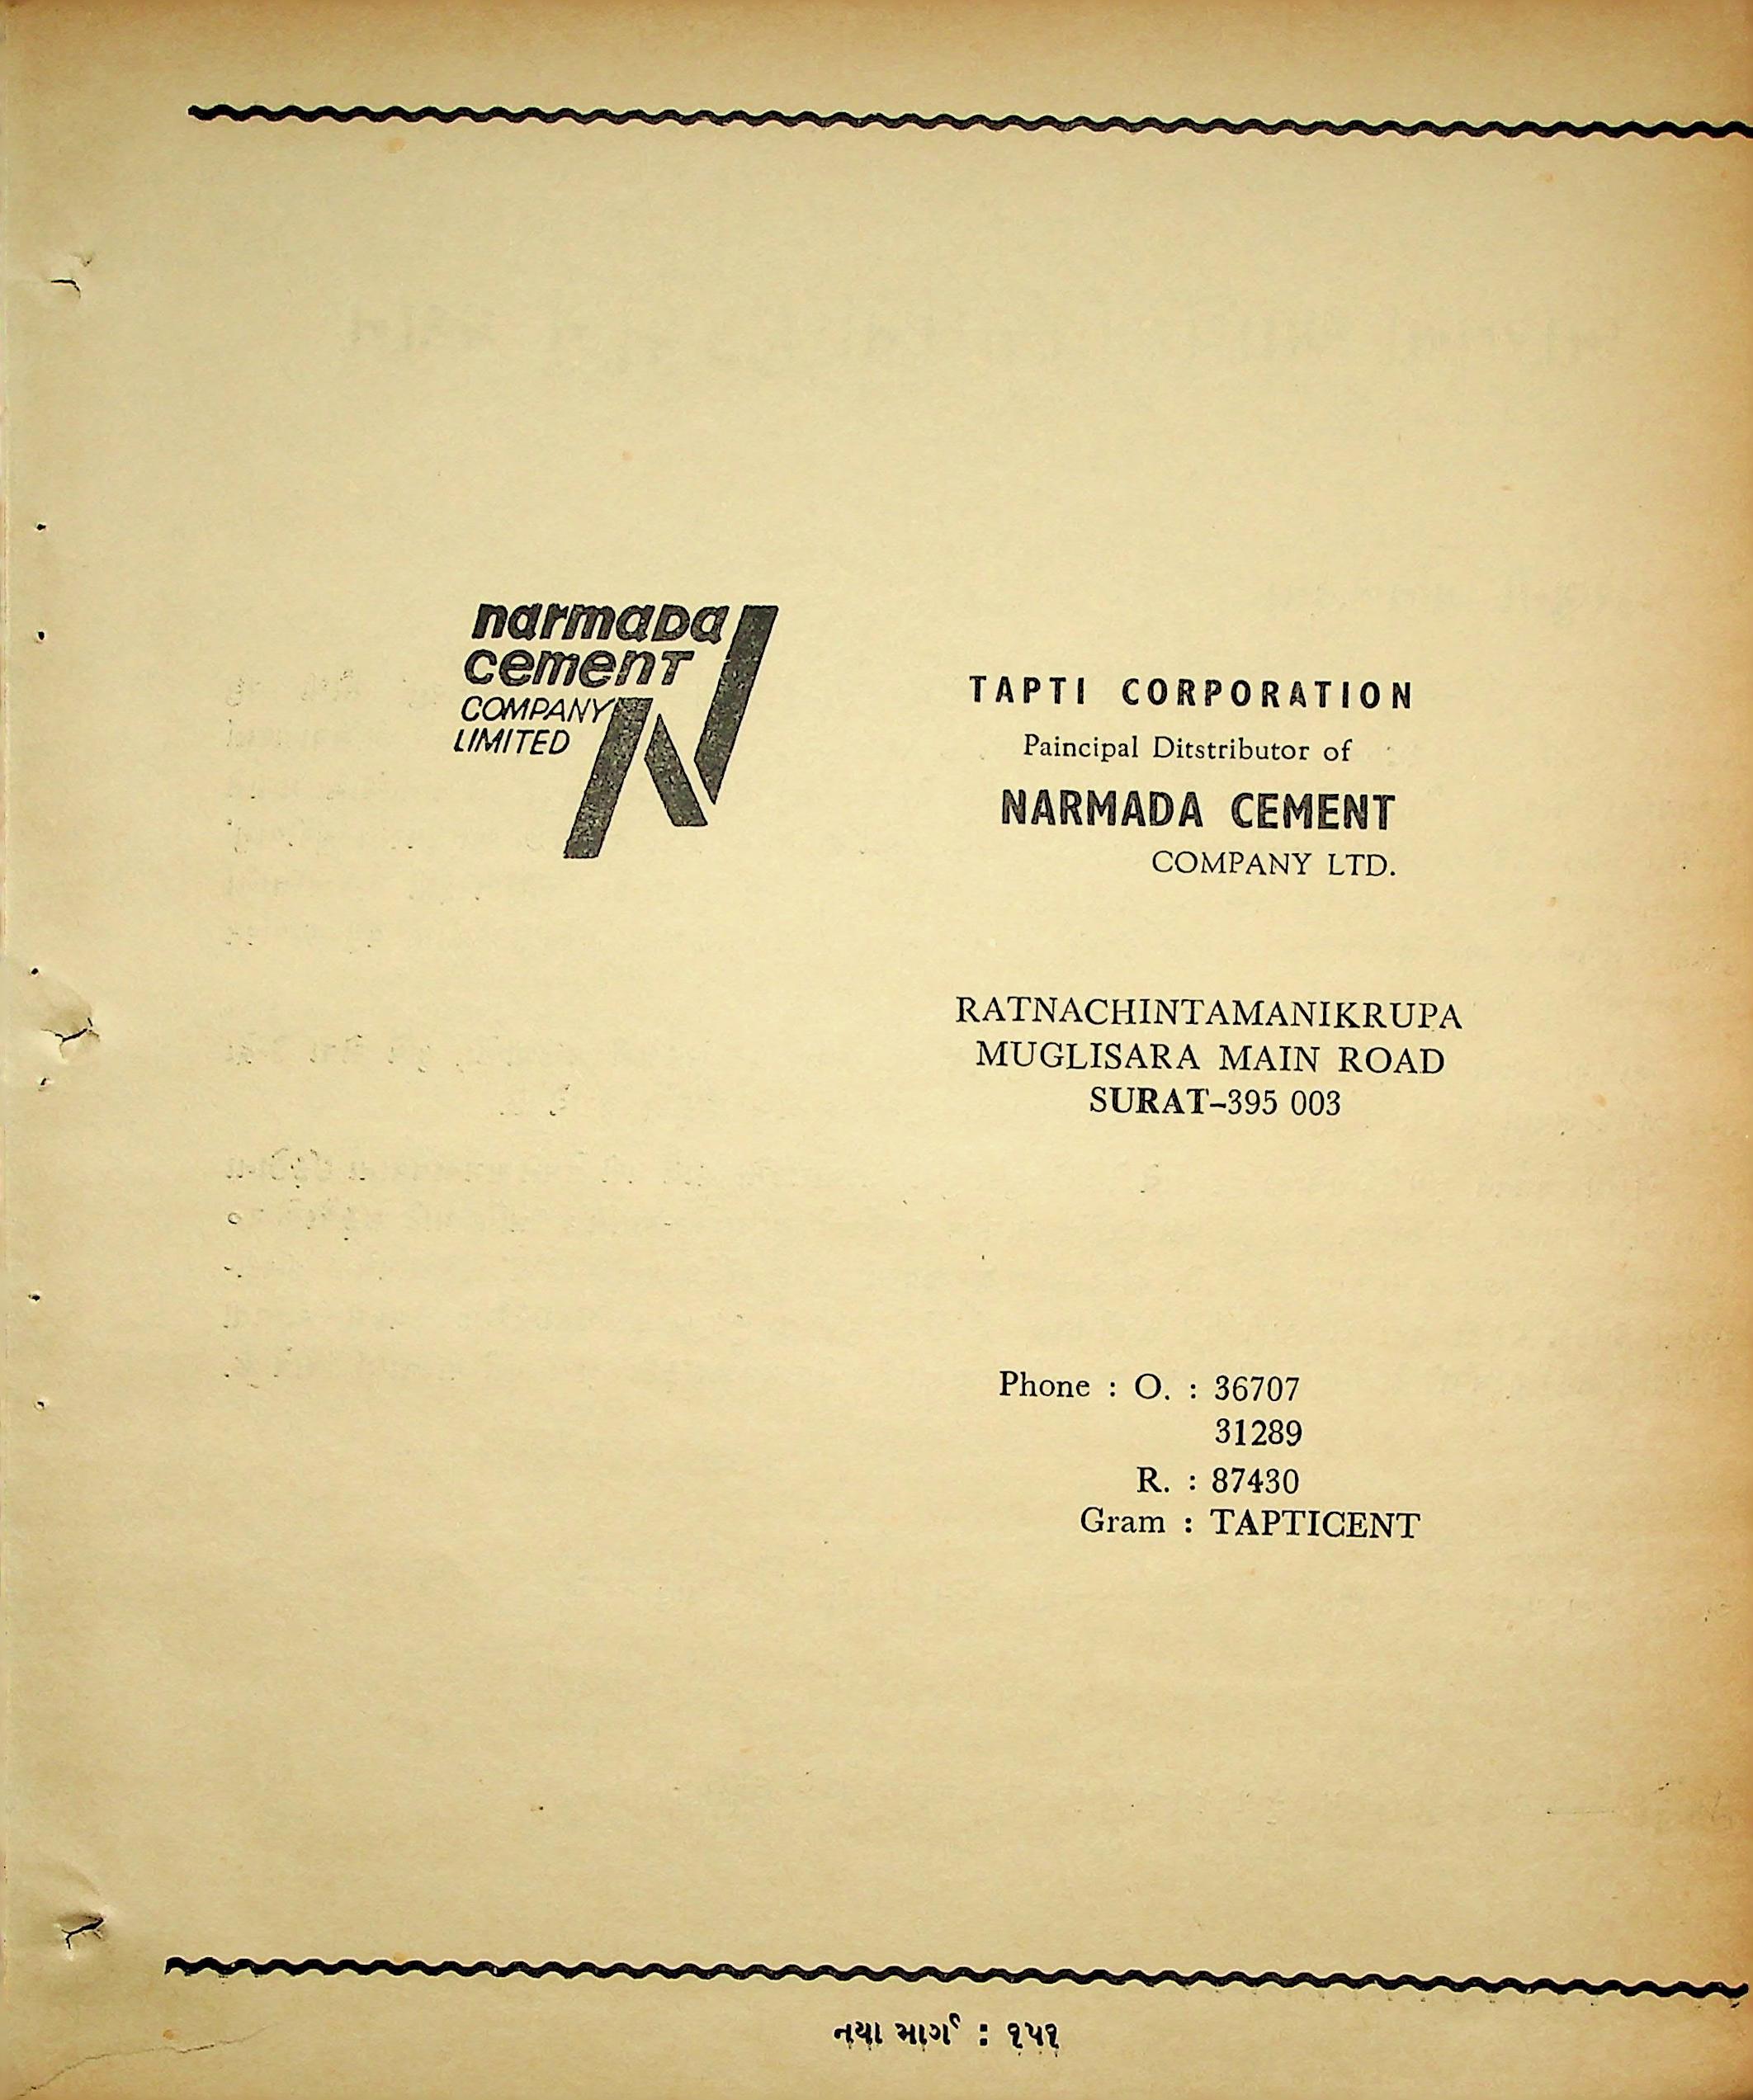 narmada
cement
COMPANY
LIMITED
TAPTI CORPORATION
Paincipal Ditstributor of
NARMADA CEMENT
COMPANY LTD.
RATNACHINTAMANIKRUPA
MUGLISARA MAIN ROAD
SURAT-395 003
Phone : O. : 36707
31289
R. : 87430
Gram : TAPTICENT
નયા માર્ગ : ૧૫૧